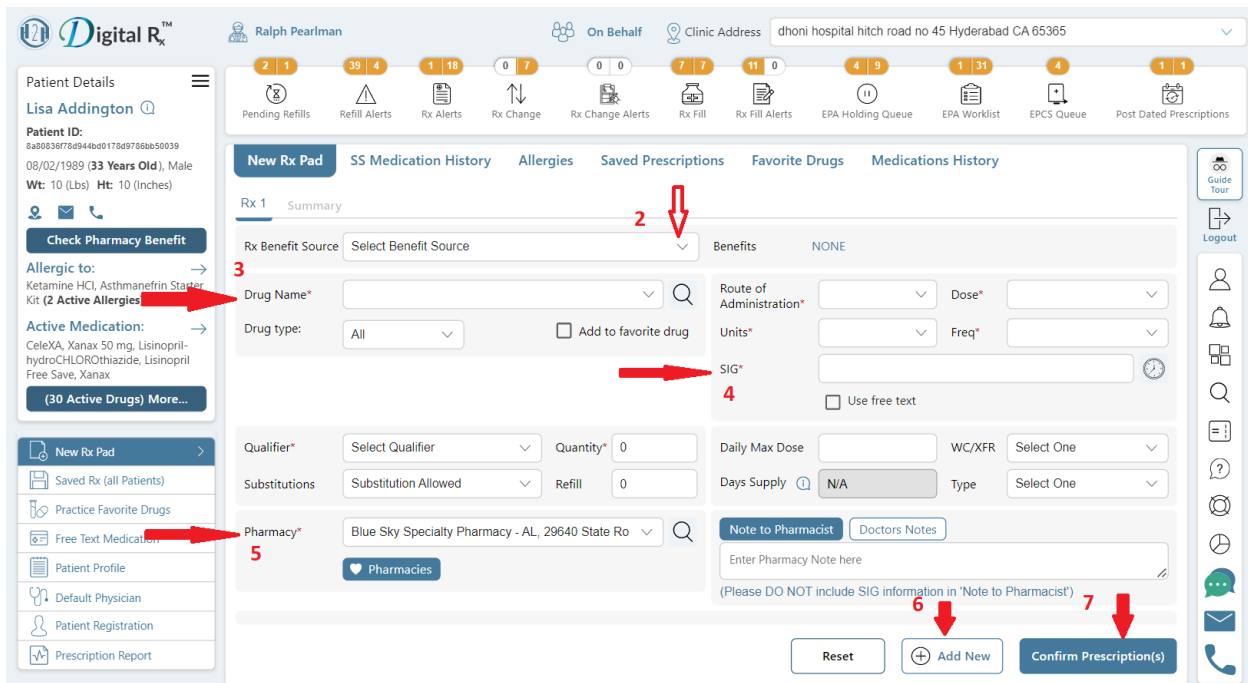 H2H Digital Rx™
Ralph Pearlman
On Behalf
Clinic Address
dhoni hospital hitch road no 45 Hyderabad CA 65365
Patient Details
Lisa Addington
Patient ID:
8a80836f78d944bd0178d9786bb50039
08/02/1989 (33 Years Old), Male
Wt: 10 (Lbs) Ht: 10 (Inches)
Check Pharmacy Benefit
Allergic to:
Ketamine HCl, Asthmanefrin Starter
Kit (2 Active Allergies
Active Medication:
CeleXA, Xanax 50 mg, Lisinopril-
hydroCHLOROthiazide, Lisinopril
Free Save, Xanax
(30 Active Drugs) More...
New Rx Pad
Saved Rx (all Patients)
Practice Favorite Drugs
Free Text Medication
Patient Profile
Default Physician
Patient Registration
Prescription Report
2 1
Pending Refills
39 4
Refill Alerts
1 18
Rx Alerts
0 7
Rx Change
0 0
Rx Change Alerts
7 7
Rx Fill
11 0
Rx Fill Alerts
4 9
EPA Holding Queue
1 31
EPA Worklist
4
EPCS Queue
1 1
Post Dated Prescriptions
New Rx Pad SS Medication History Allergies Saved Prescriptions Favorite Drugs Medications History
Rx 1 Summary
2
Rx Benefit Source Select Benefit Source
Benefits NONE
3
Drug Name*
Drug type: All
Add to favorite drug
Route of
Administration*
Dose*
Units*
Freq*
SIG*
4
Use free text
Qualifier* Select Qualifier Quantity* 0
Substitutions Substitution Allowed Refill 0
Daily Max Dose WC/XFR Select One
Days Supply N/A Type Select One
Pharmacy* Blue Sky Specialty Pharmacy - AL, 29640 State Ro
5
Pharmacies
Note to Pharmacist Doctors Notes
Enter Pharmacy Note here
(Please DO NOT include SIG information in 'Note to Pharmacist')
6
7
Reset
Add New
Confirm Prescription(s)
Guide
Tour
Logout